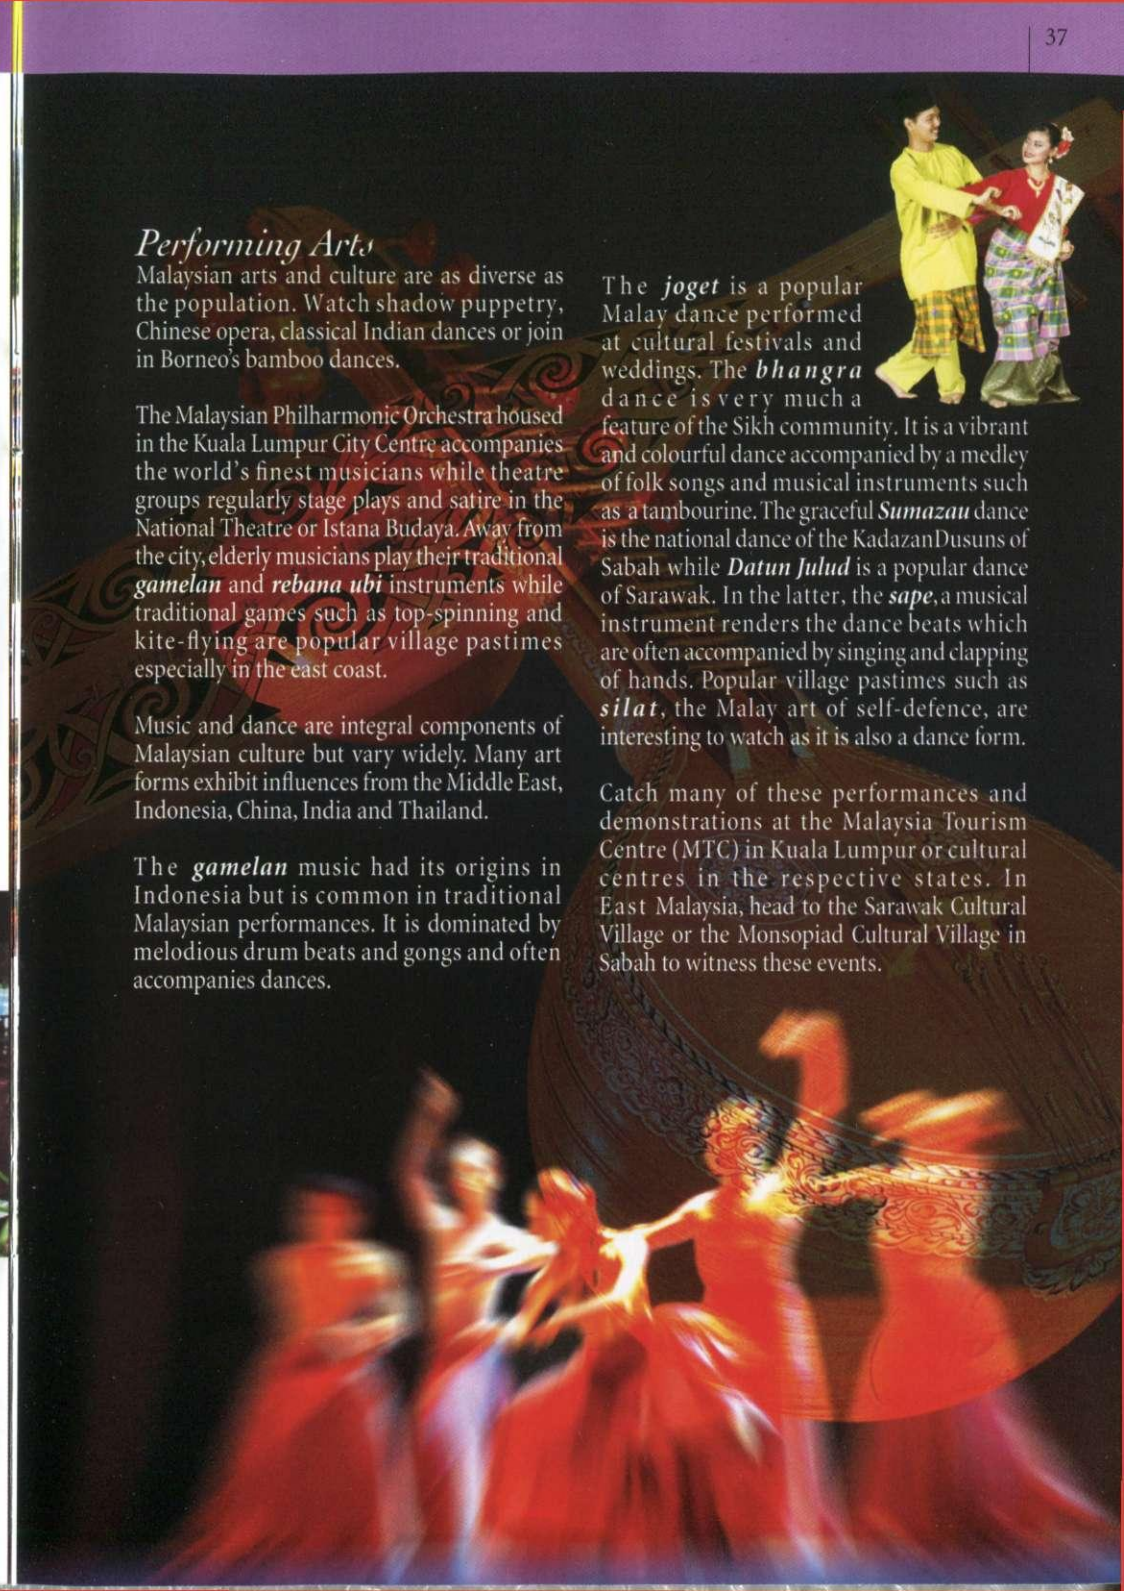 37
Performing Arts
Malaysian arts and culture are as diverse as
the population. Watch shadow puppetry,
Chinese opera, classical Indian dances or join
in Borneo's bamboo dances.
The Malaysian Philharmonic Orchestra housed
in the Kuala Lumpur City Centre accompanies
the world's finest musicians while theatre
groups regularly stage plays and satire in the
National Theatre or Istana Budaya. Away from
the city, elderly musicians play their traditional
gamelan and rebana ubi instruments while
traditional games such as top-spinning and
kite-flying are popular village pastimes
especially in the east coast.
Music and dance are integral components of
Malaysian culture but vary widely. Many art
forms exhibit influences from the Middle East,
Indonesia, China, India and Thailand.
The gamelan music had its origins in
Indonesia but is common in traditional
Malaysian performances. It is dominated by
melodious drum beats and gongs and often
accompanies dances.
The joget is a popular
Malay dance performed
at cultural festivals and
weddings. The bhangra
dance is very much a
feature of the Sikh community. It is a vibrant
and colourful dance accompanied by a medley
of folk songs and musical instruments such
as a tambourine. The graceful Sumazau dance
is the national dance of the KadazanDusuns of
Sabah while Datun Julud is a popular dance
of Sarawak. In the latter, the sape, a musical
instrument renders the dance beats which
are often accompanied by singing and clapping
of hands. Popular village pastimes such as
silat, the Malay art of self-defence, are
interesting to watch as it is also a dance form.
Catch many of these performances and
demonstrations at the Malaysia Tourism
Centre (MTC) in Kuala Lumpur or cultural
centres in the respective states. In
East Malaysia, head to the Sarawak Cultural
Village or the Monsopiad Cultural Village in
Sabah to witness these events.